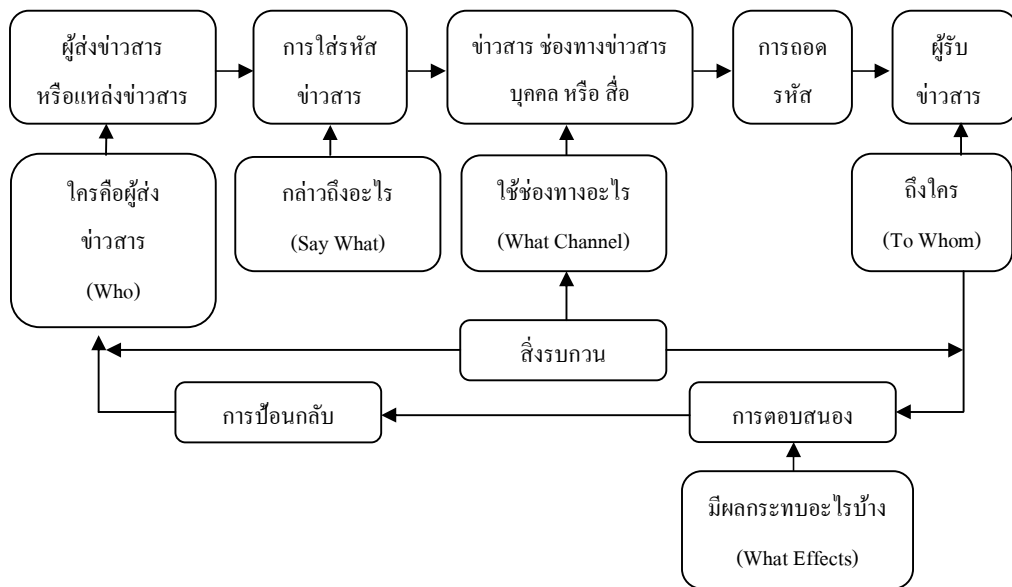 ผู้ส่งข่าวสาร
หรือแหล่งข่าวสาร
การใส่รหัส
ข่าวสาร
ข่าวสาร ช่องทางข่าวสาร
บุคคล หรือ สื่อ
การถอด
รหัส
ผู้รับ
ข่าวสาร
ใครคือผู้ส่ง
ข่าวสาร
(Who)
กล่าวถึงอะไร
(Say What)
ใช้ช่องทางอะไร
(What Channel)
ถึงใคร
(To Whom)
สิ่งรบกวน
การป้อนกลับ
การตอบสนอง
มีผลกระทบอะไรบ้าง
(What Effects)